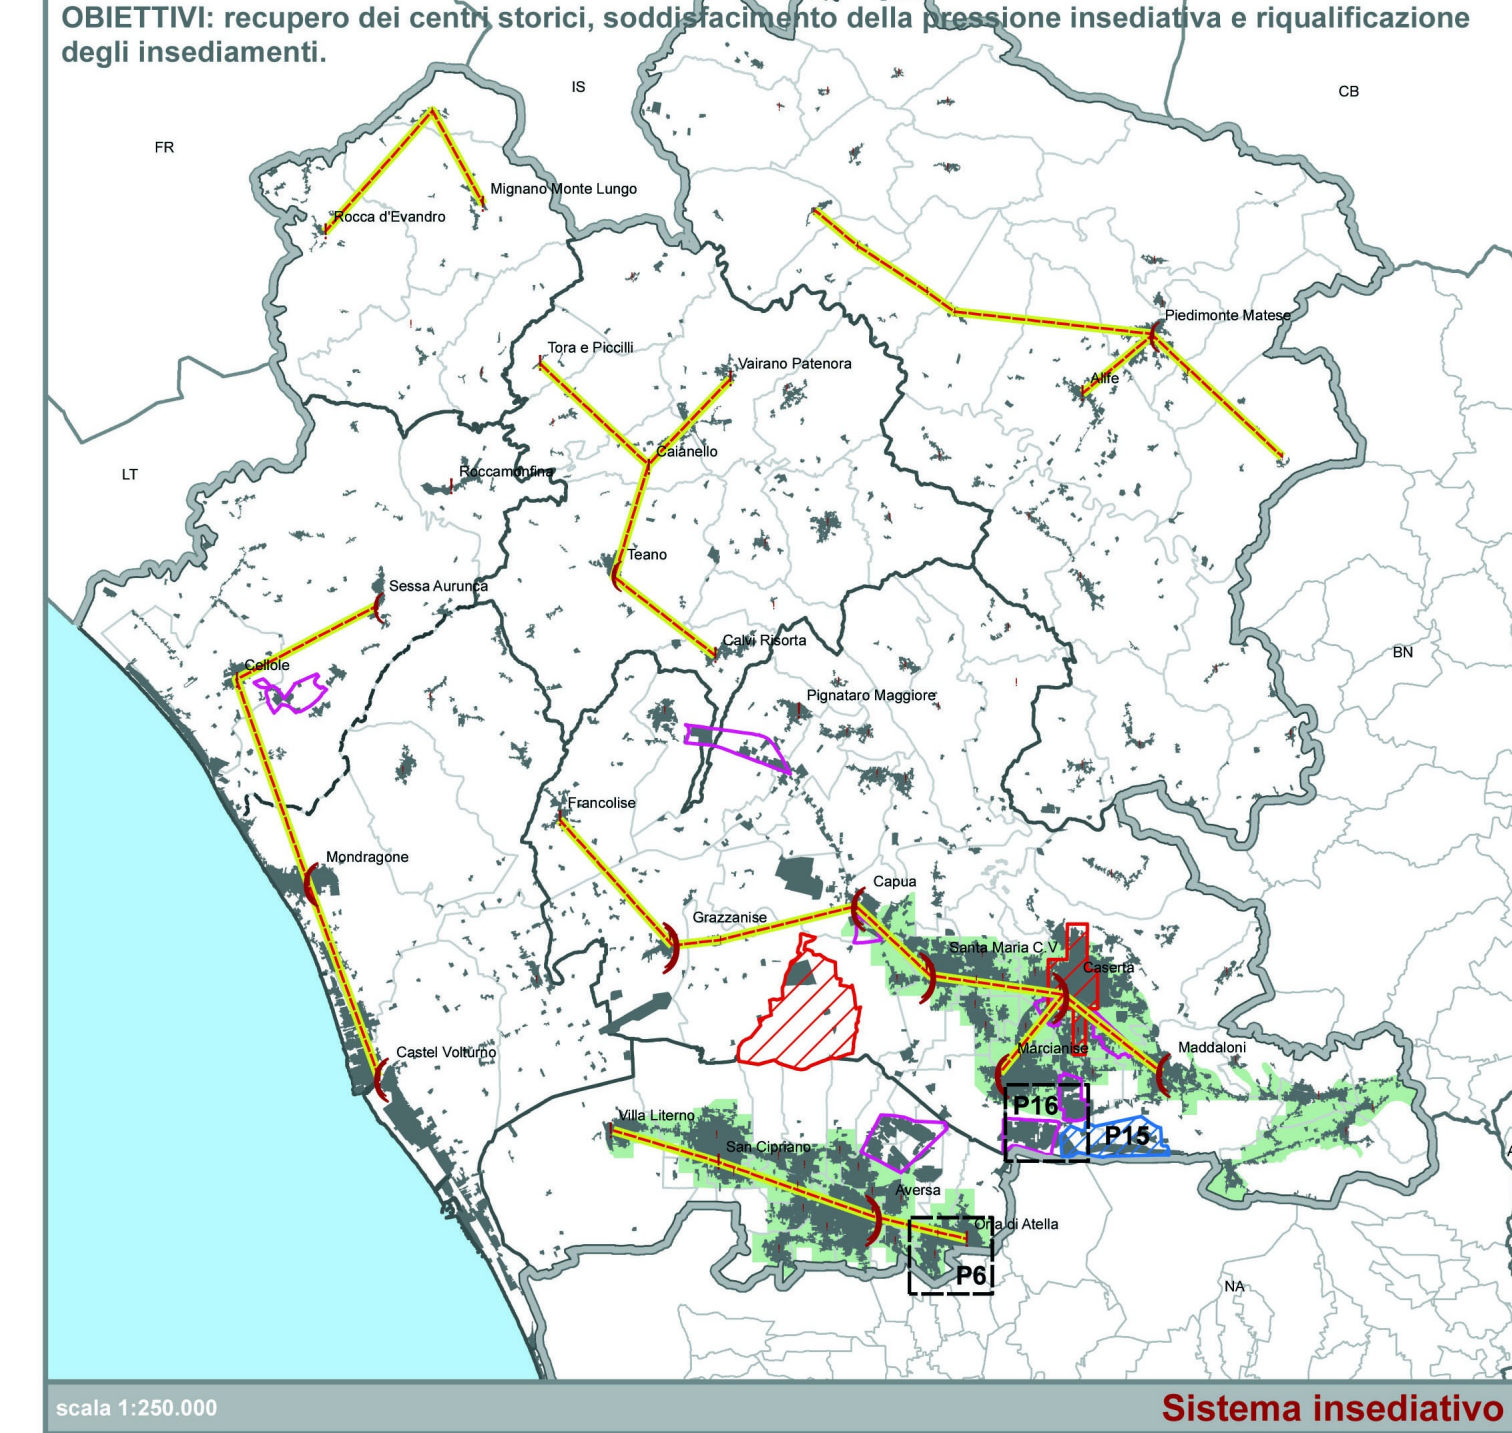 OBIETTIVI: recupero dei centri storici, soddisfacimento della pressione insediativa e riqualificazione
degli insediamenti.
IS
CB
FR
Mignano Monte Lungo
Rocca d'Evandro
Piedimonte Matese
Tora e Piccilli
Vairano Patenora
Alife
Caianello
Roccamonfina
LT
Teano
Sessa Aurunca
Calvi Risorta
BN
Cellole
Pignataro Maggiore
Francolise
Mondragone
Capua
Grazzanise
Santa Maria C.V
Caserta
Castel Volturno
Marcianise
Maddaloni
P16
Villa Literno
P15
San Cipriano
Aversa
Orta di Atella
P6
NA
scala 1:250.000
Sistema insediativo